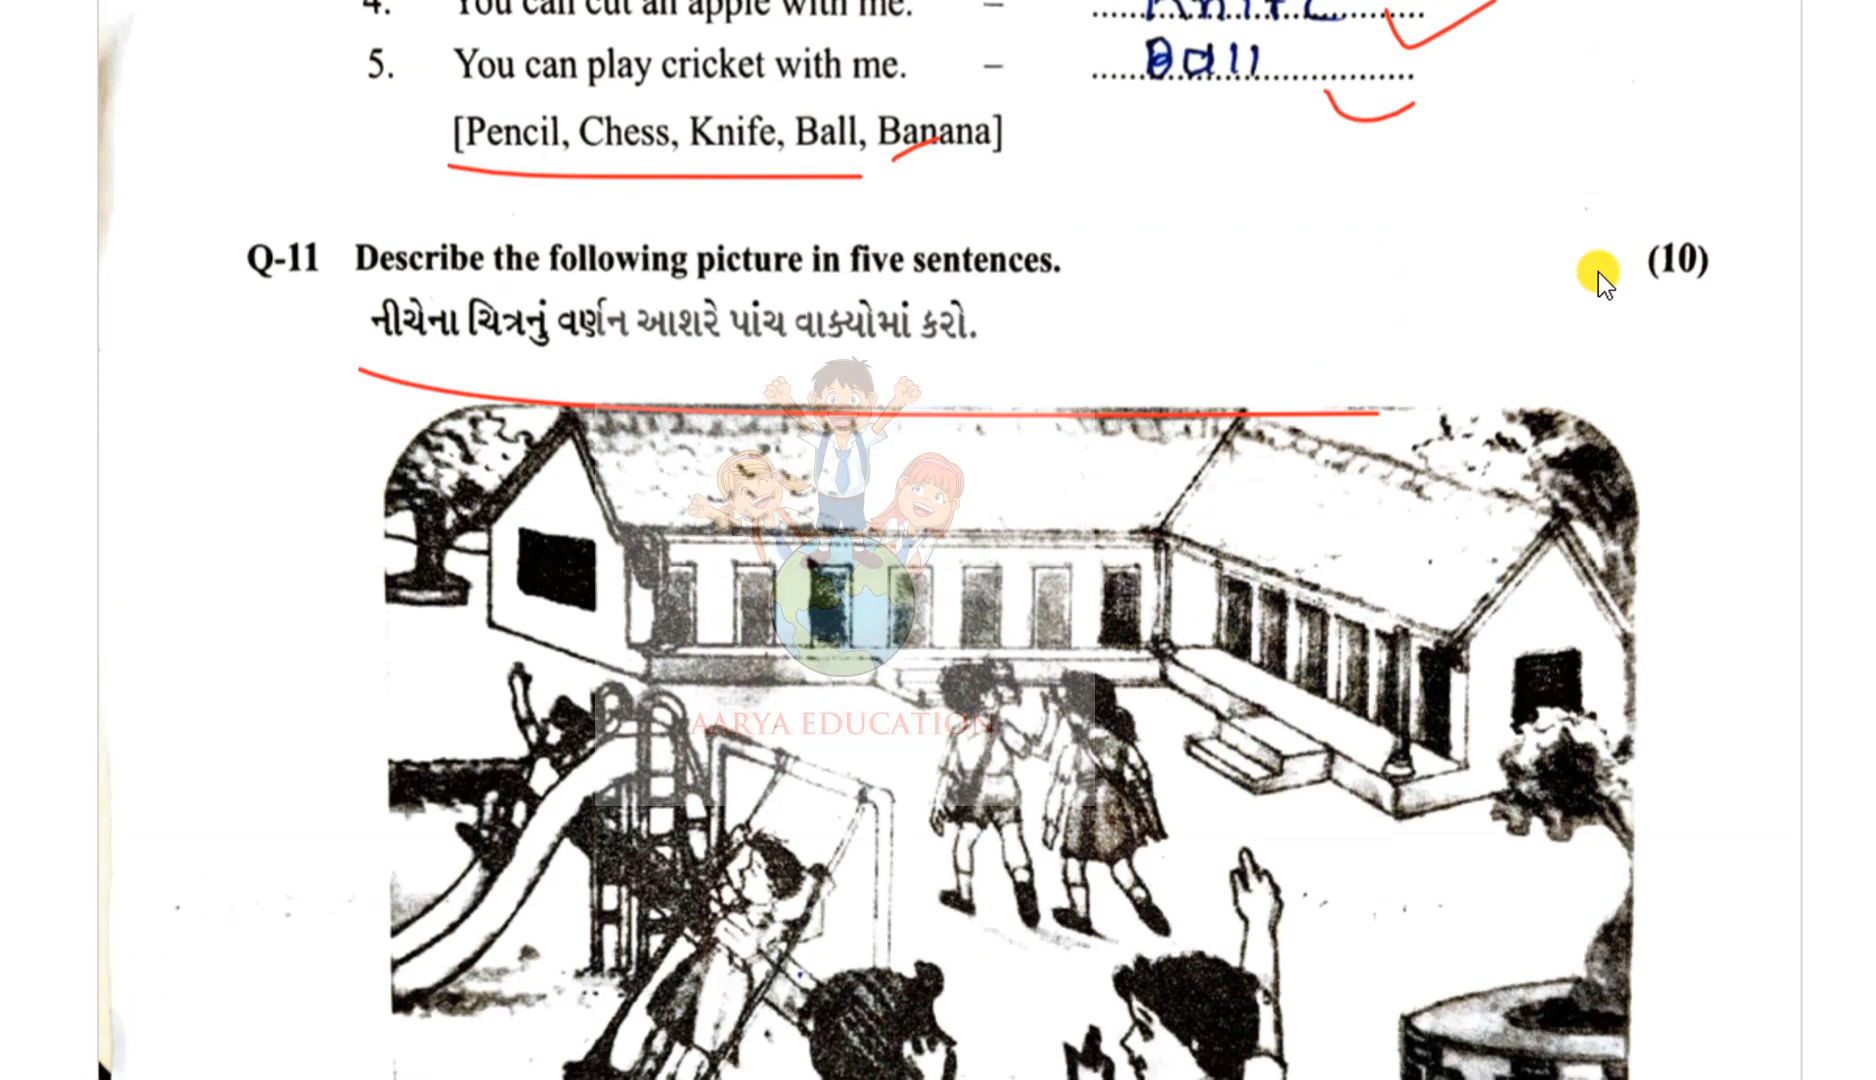 4. You can cut an apple with me. – Knife
5. You can play cricket with me. – Ball
[Pencil, Chess, Knife, Ball, Banana]
Q-11 Describe the following picture in five sentences. (10)
નીચેના ચિત્રનું વર્ણન આશરે પાંચ વાક્યોમાં કરો.
AARYA EDUCATION